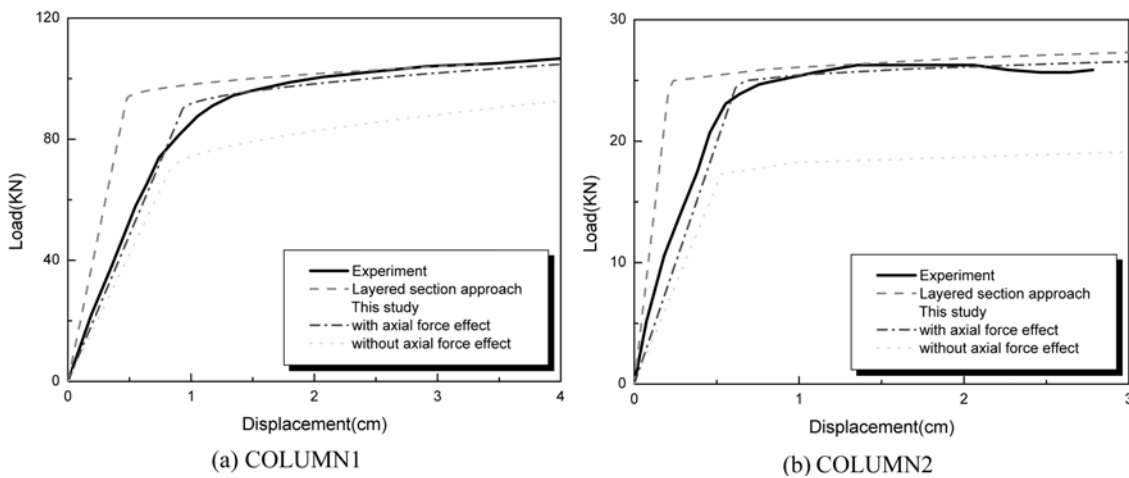 120
80
40
0
Load(KN)
Experiment
Layered section approach
This study
with axial force effect
without axial force effect
0 1 2 3 4
Displacement(cm)
(a) COLUMN1
30
20
10
0
Load(KN)
Experiment
Layered section approach
This study
with axial force effect
without axial force effect
0 1 2 3
Displacement(cm)
(b) COLUMN2